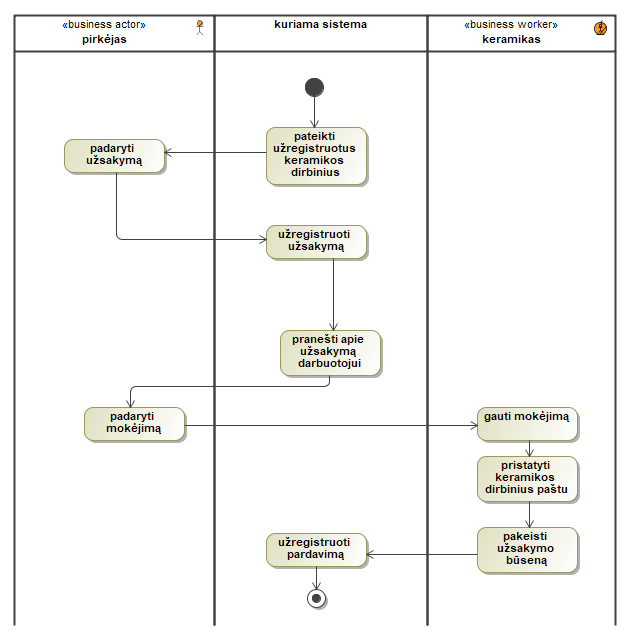 «business actor»
pirkėjas
kuriama sistema
«business worker»
keramikas
pateikti
užregistruotus
keramikos
dirbinius
padaryti
užsakymą
užregistruoti
užsakymą
pranešti apie
užsakymą
darbuotojui
padaryti
mokėjimą
gauti mokėjimą
pristatyti
keramikos
dirbinius paštu
pakeisti
užsakymo
būseną
užregistruoti
pardavimą